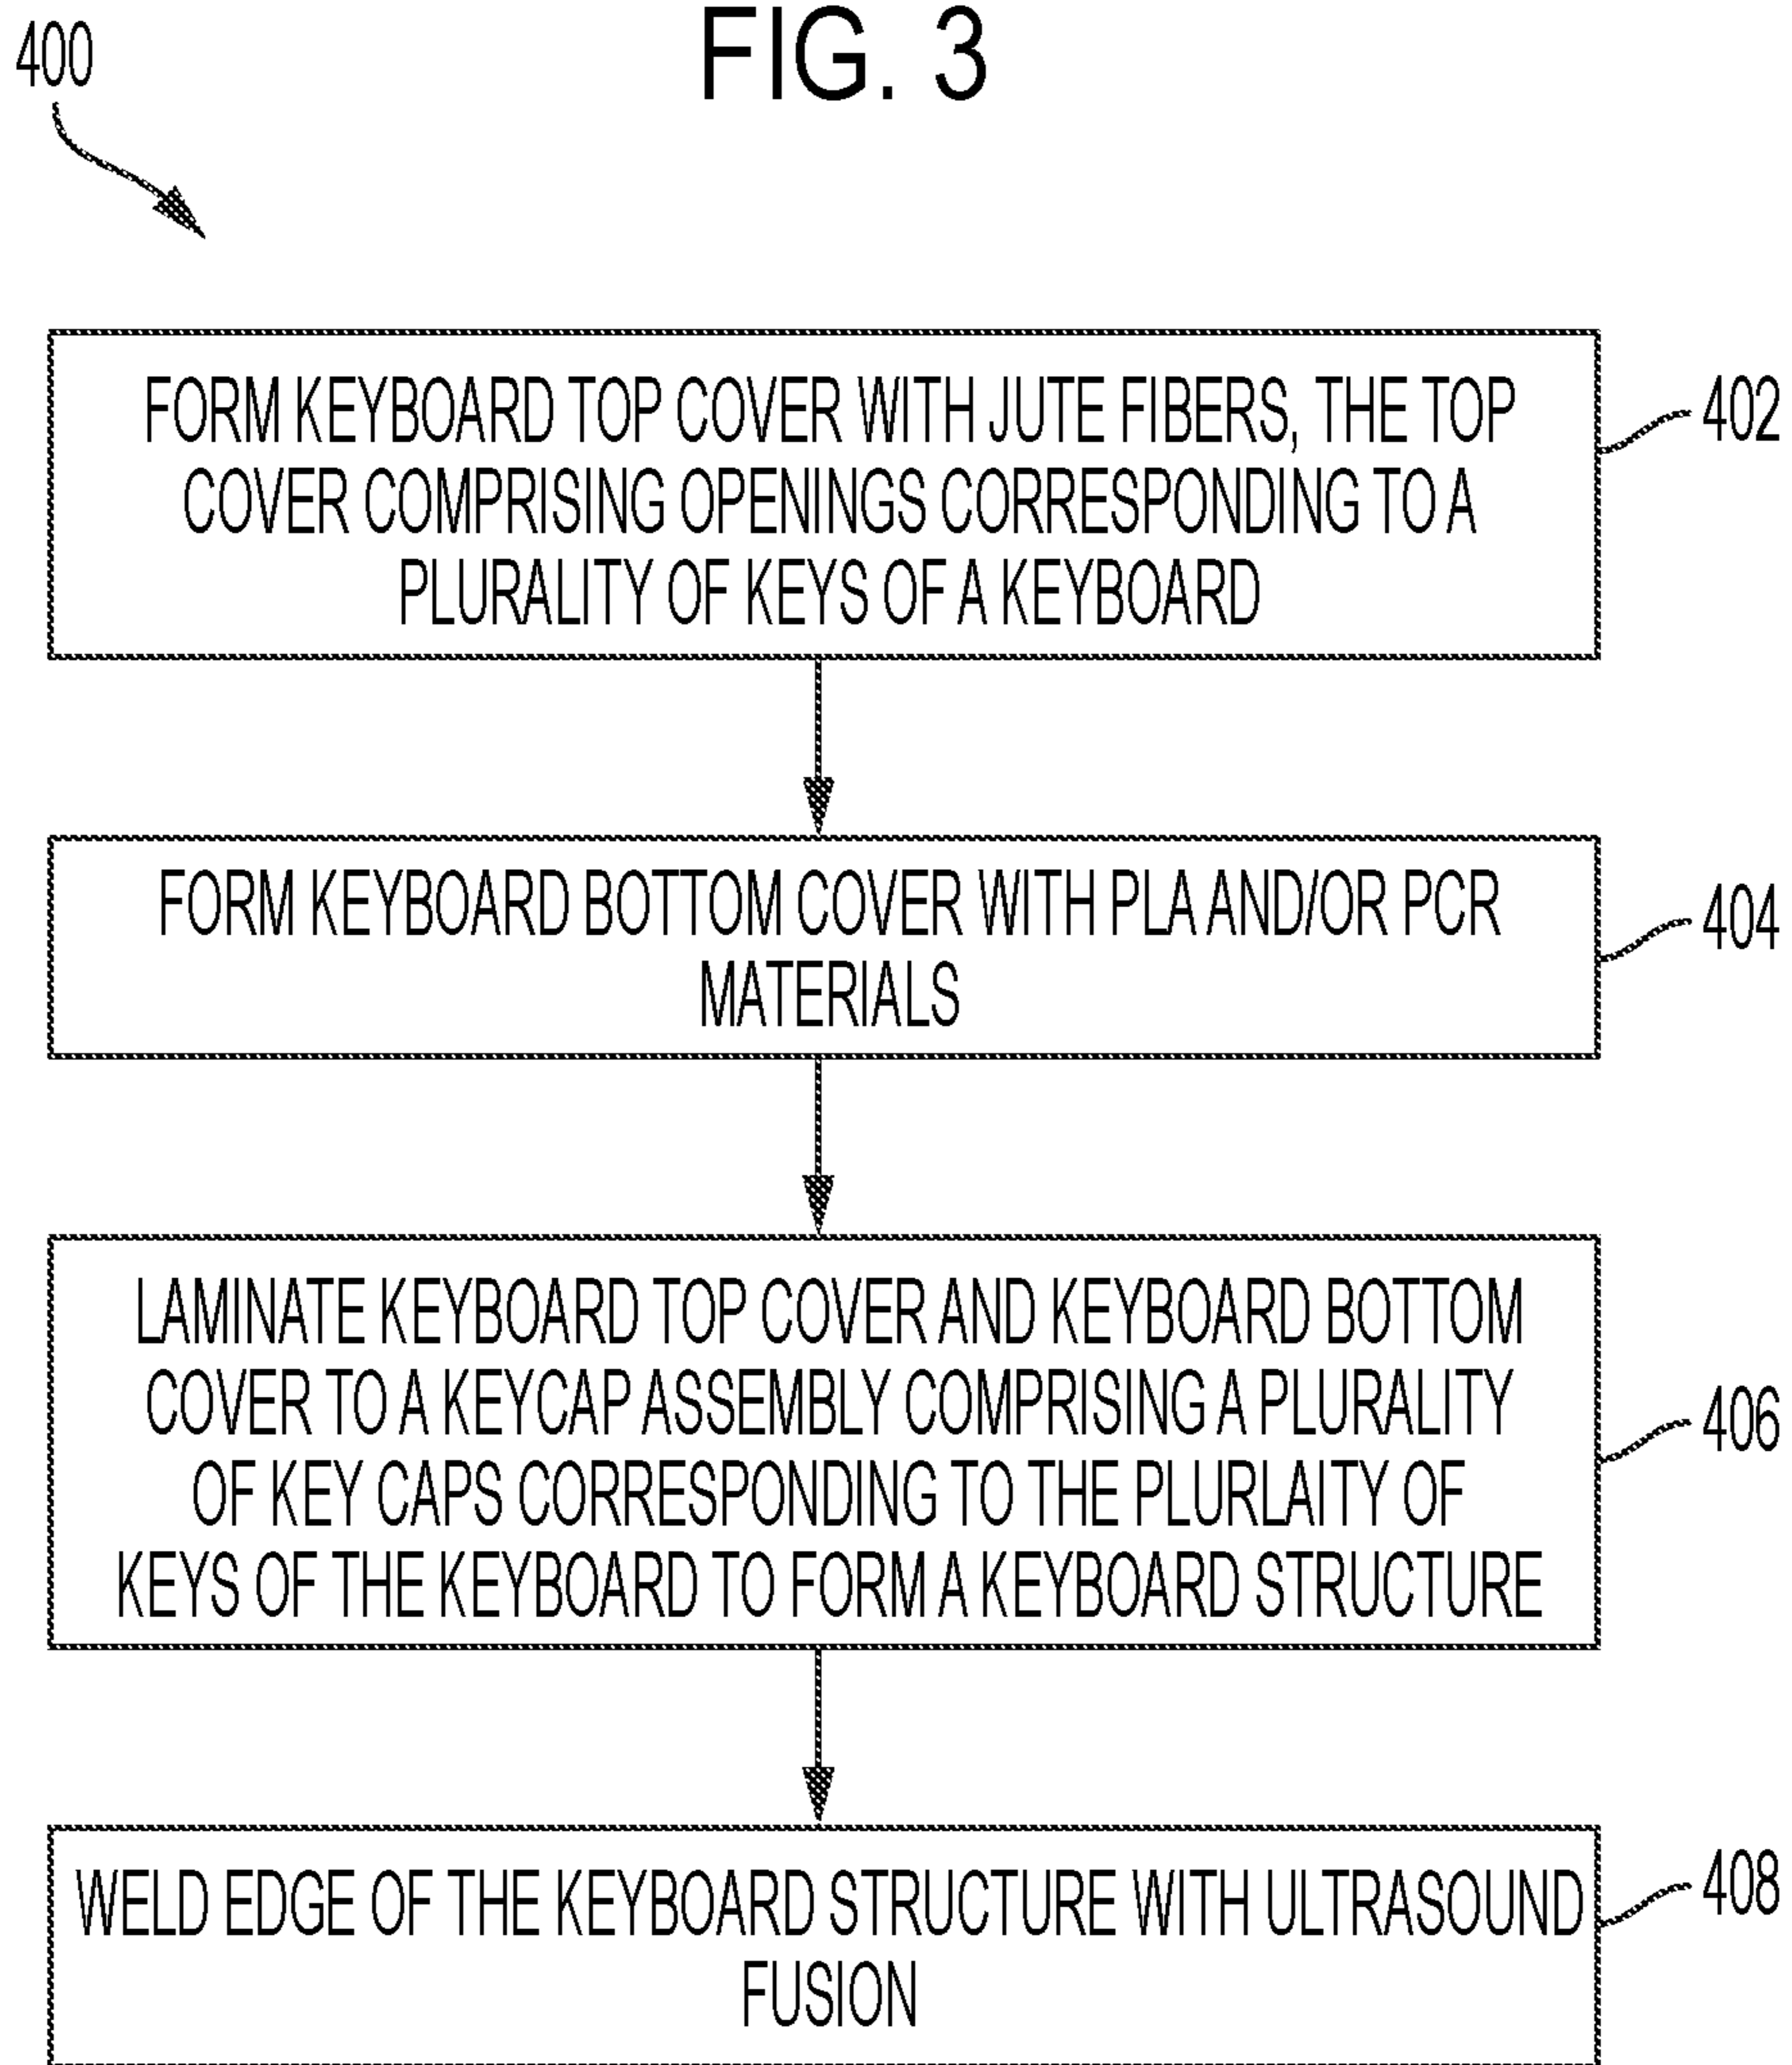 FIG. 3
400
FORM KEYBOARD TOP COVER WITH JUTE FIBERS, THE TOP
COVER COMPRISING OPENINGS CORRESPONDING TO A
PLURALITY OF KEYS OF A KEYBOARD
402
FORM KEYBOARD BOTTOM COVER WITH PLA AND/OR PCR
MATERIALS
404
LAMINATE KEYBOARD TOP COVER AND KEYBOARD BOTTOM
COVER TO A KEYCAP ASSEMBLY COMPRISING A PLURALITY
OF KEY CAPS CORRESPONDING TO THE PLURLAITY OF
KEYS OF THE KEYBOARD TO FORM A KEYBOARD STRUCTURE
406
WELD EDGE OF THE KEYBOARD STRUCTURE WITH ULTRASOUND
FUSION
408